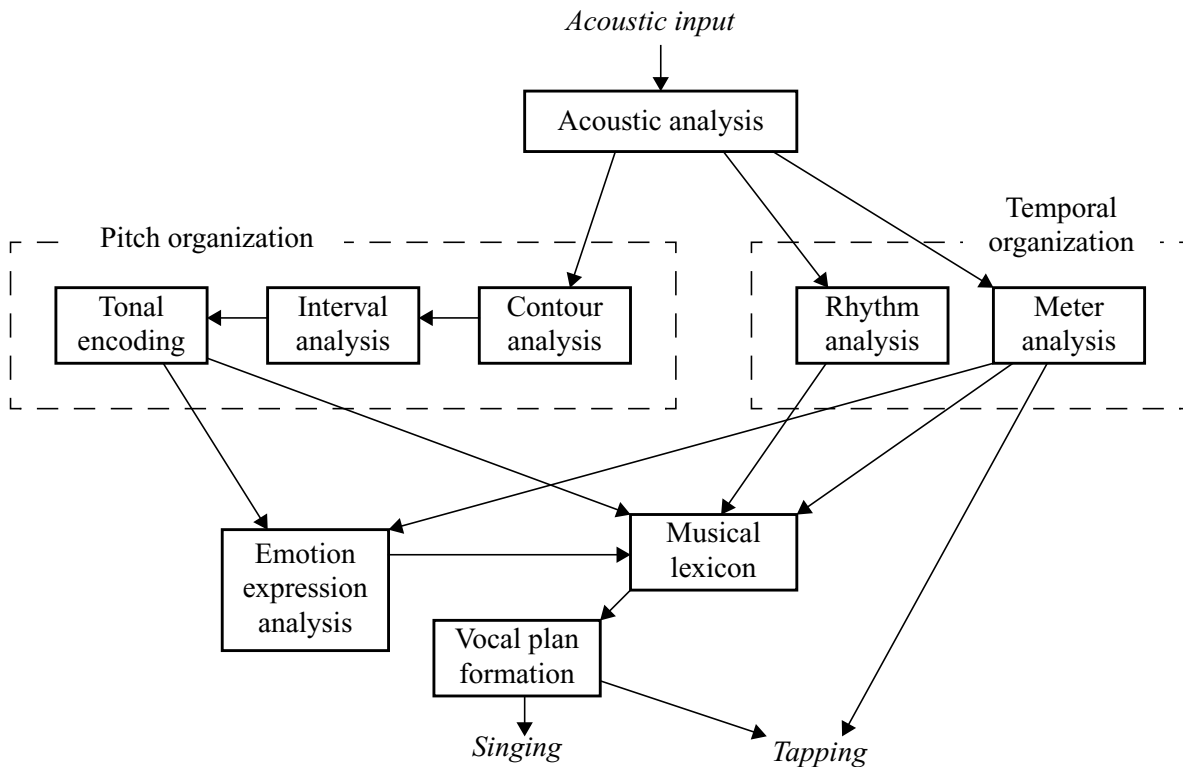 Acoustic input
Acoustic analysis
Pitch organization
Temporal
organization
Tonal
encoding
Interval
analysis
Contour
analysis
Rhythm
analysis
Meter
analysis
Emotion
expression
analysis
Musical
lexicon
Vocal plan
formation
Singing
Tapping